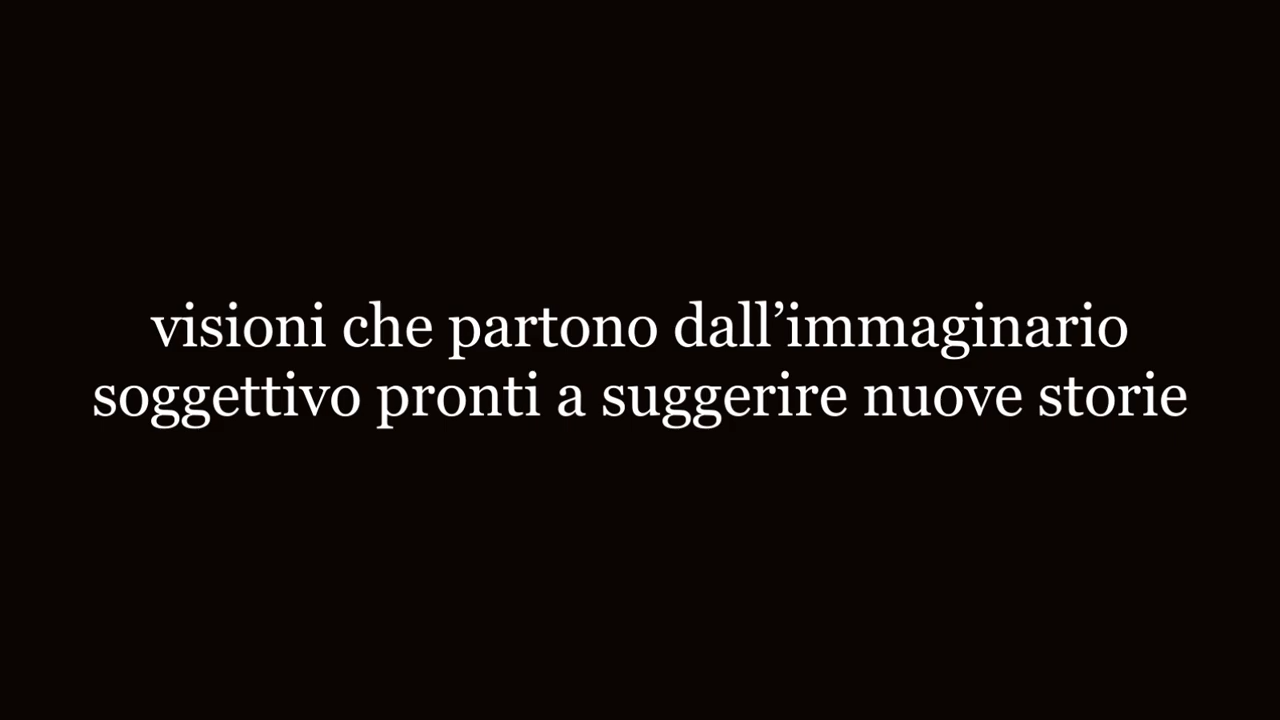 visioni che partono dall’immaginario
soggettivo pronti a suggerire nuove storie